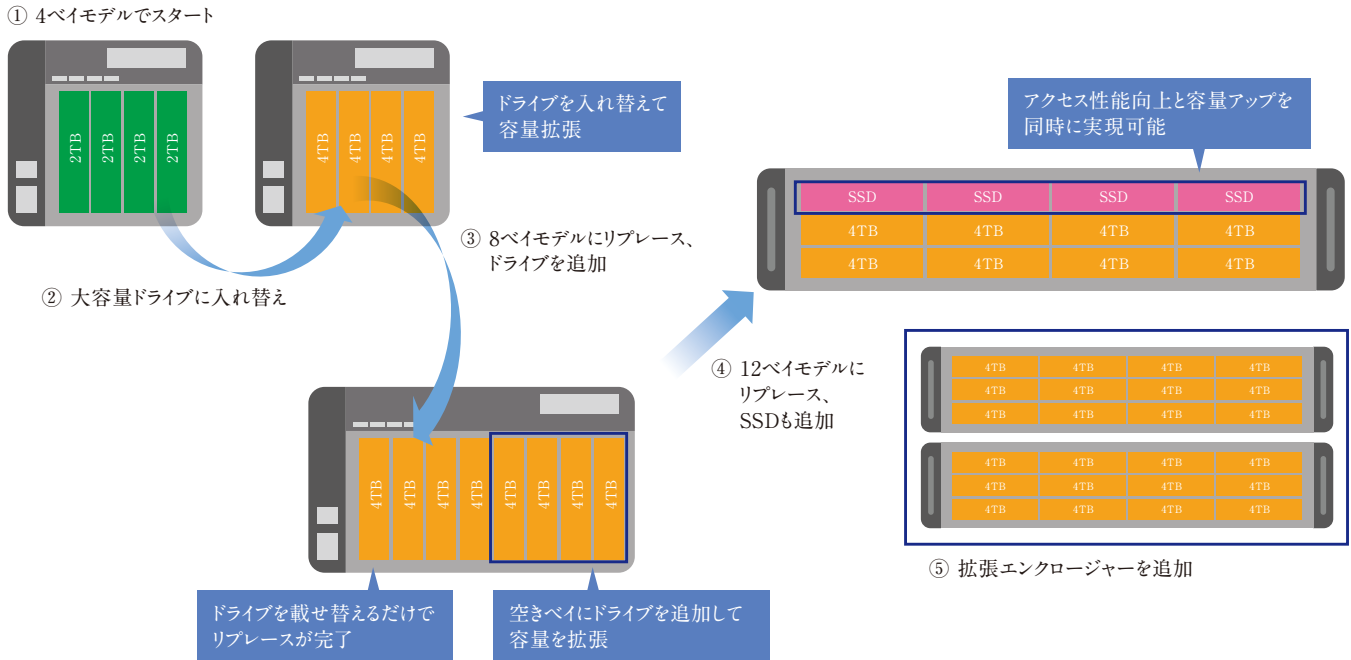 ① 4ベイモデルでスタート
2TB 2TB 2TB 2TB
4TB 4TB 4TB 4TB
ドライブを入れ替えて
容量拡張
② 大容量ドライブに入れ替え
③ 8ベイモデルにリプレース、
ドライブを追加
4TB 4TB 4TB 4TB 4TB 4TB 4TB 4TB
ドライブを載せ替えるだけで
リプレースが完了
空きベイにドライブを追加して
容量を拡張
④ 12ベイモデルに
リプレース、
SSDも追加
アクセス性能向上と容量アップを
同時に実現可能
SSD SSD SSD SSD
4TB 4TB 4TB 4TB
4TB 4TB 4TB 4TB
4TB 4TB 4TB 4TB
4TB 4TB 4TB 4TB
4TB 4TB 4TB 4TB
4TB 4TB 4TB 4TB
4TB 4TB 4TB 4TB
4TB 4TB 4TB 4TB
⑤ 拡張エンクロージャーを追加